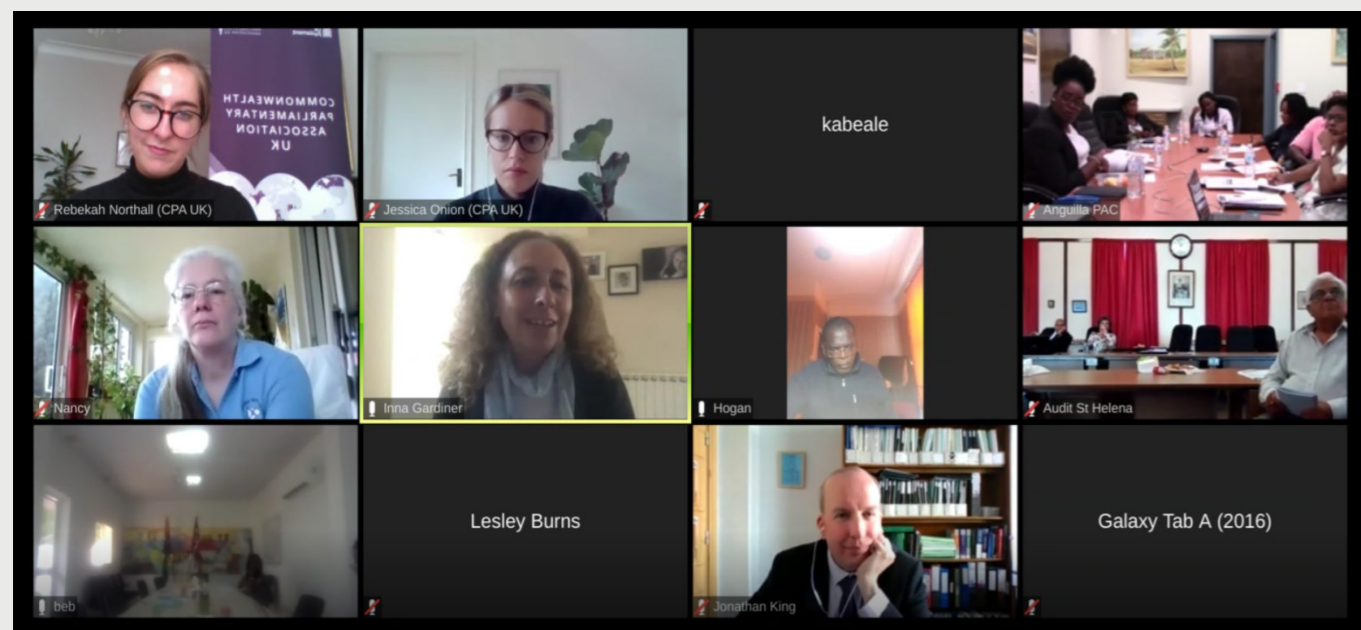 COMMONWEALTH
PARLIAMENTARY
ASSOCIATION
UK
Rebekah Northall (CPA UK)
Jessica Onion (CPA UK)
kabeale
Anguilla PAC
Nancy
Inna Gardiner
Hogan
Audit St Helena
beb
Lesley Burns
Jonathan King
Galaxy Tab A (2016)